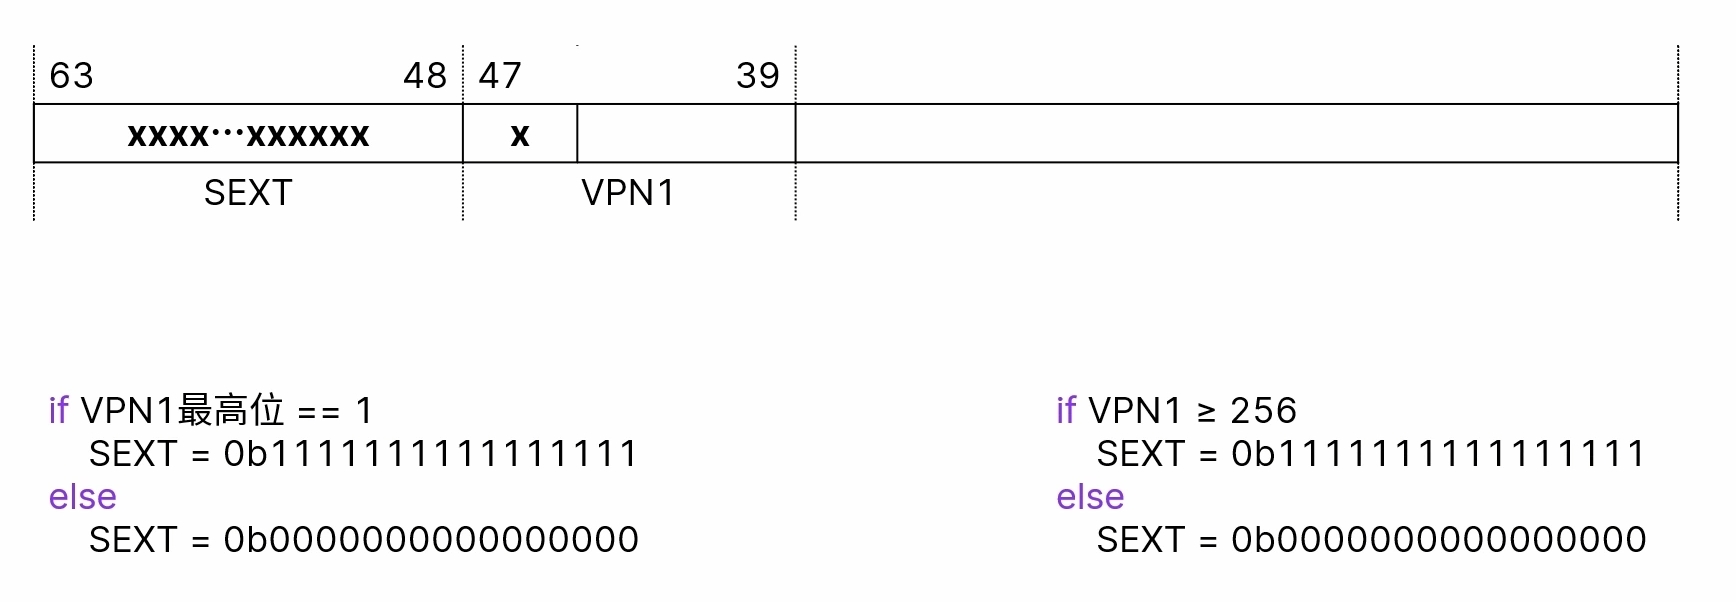 63 48 47 39
xxxx···xxxxxx x
SEXT VPN1
if VPN1最高位 == 1
SEXT = 0b1111111111111111
else
SEXT = 0b0000000000000000
if VPN1 ≥ 256
SEXT = 0b1111111111111111
else
SEXT = 0b0000000000000000